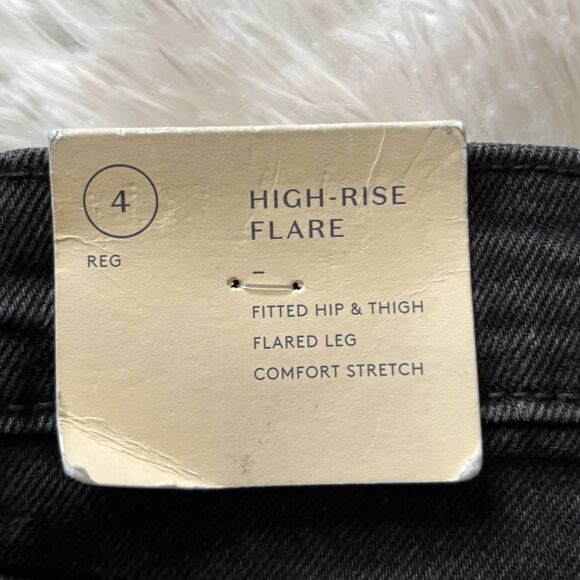 4
REG
HIGH-RISE
FLARE
–
FITTED HIP & THIGH
FLARED LEG
COMFORT STRETCH